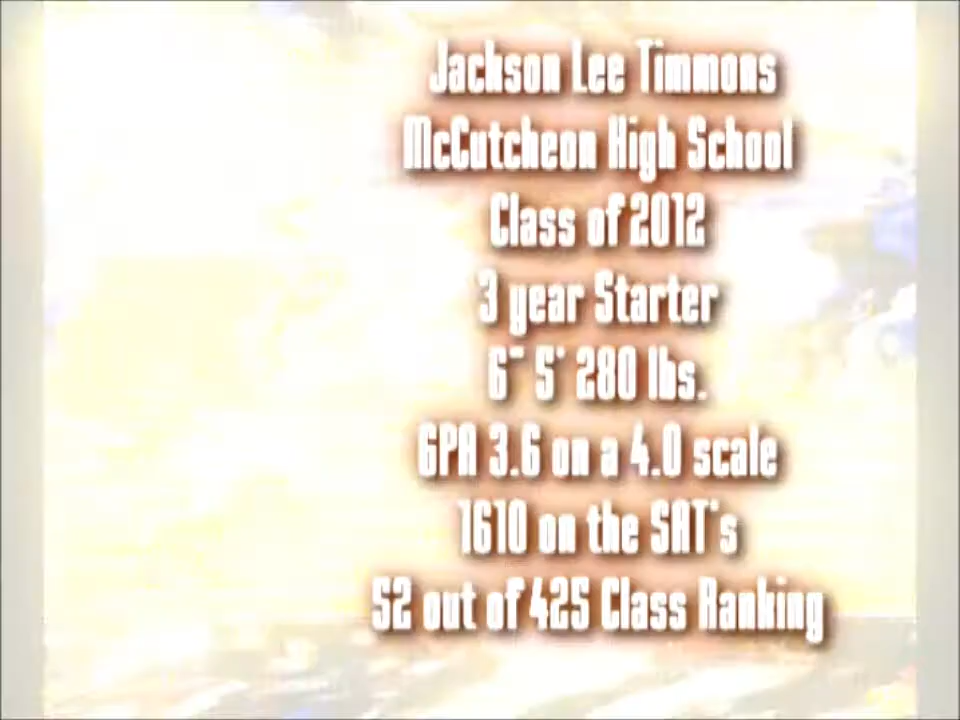 Jackson Lee Timmons
McCutcheon High School
Class of 2012
3 year Starter
6" 5' 280 lbs.
GPA 3.6 on a 4.0 scale
1610 on the SAT's
52 out of 425 Class Ranking